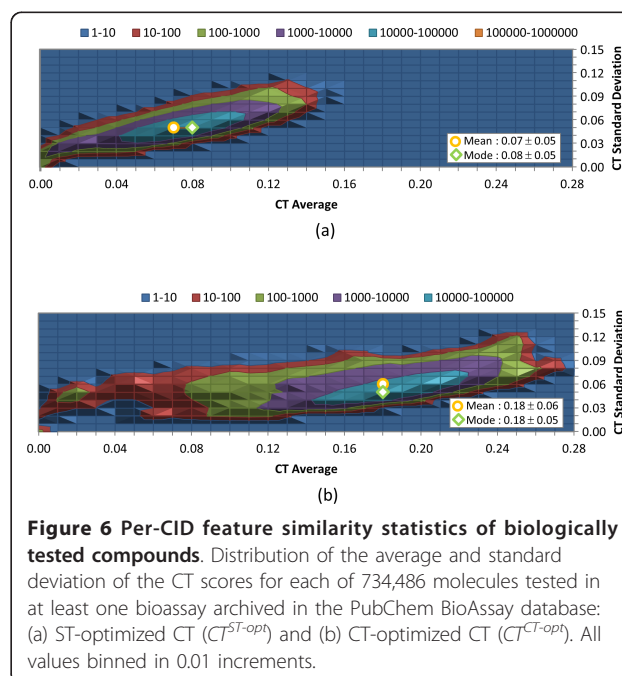 1-10 10-100 100-1000 1000-10000 10000-100000 100000-1000000
0.15
0.12
0.09
0.06
0.03
0.00
CT Standard Deviation
Mean : 0.07 ± 0.05
Mode : 0.08 ± 0.05
0.00 0.04 0.08 0.12 0.16 0.20 0.24 0.28
CT Average
(a)
1-10 10-100 100-1000 1000-10000 10000-100000
0.15
0.12
0.09
0.06
0.03
0.00
CT Standard Deviation
Mean : 0.18 ± 0.06
Mode : 0.18 ± 0.05
0.00 0.04 0.08 0.12 0.16 0.20 0.24 0.28
CT Average
(b)
Figure 6 Per-CID feature similarity statistics of biologically
tested compounds. Distribution of the average and standard
deviation of the CT scores for each of 734,486 molecules tested in
at least one bioassay archived in the PubChem BioAssay database:
(a) ST-optimized CT (CT^ST-opt) and (b) CT-optimized CT (CT^CT-opt). All
values binned in 0.01 increments.